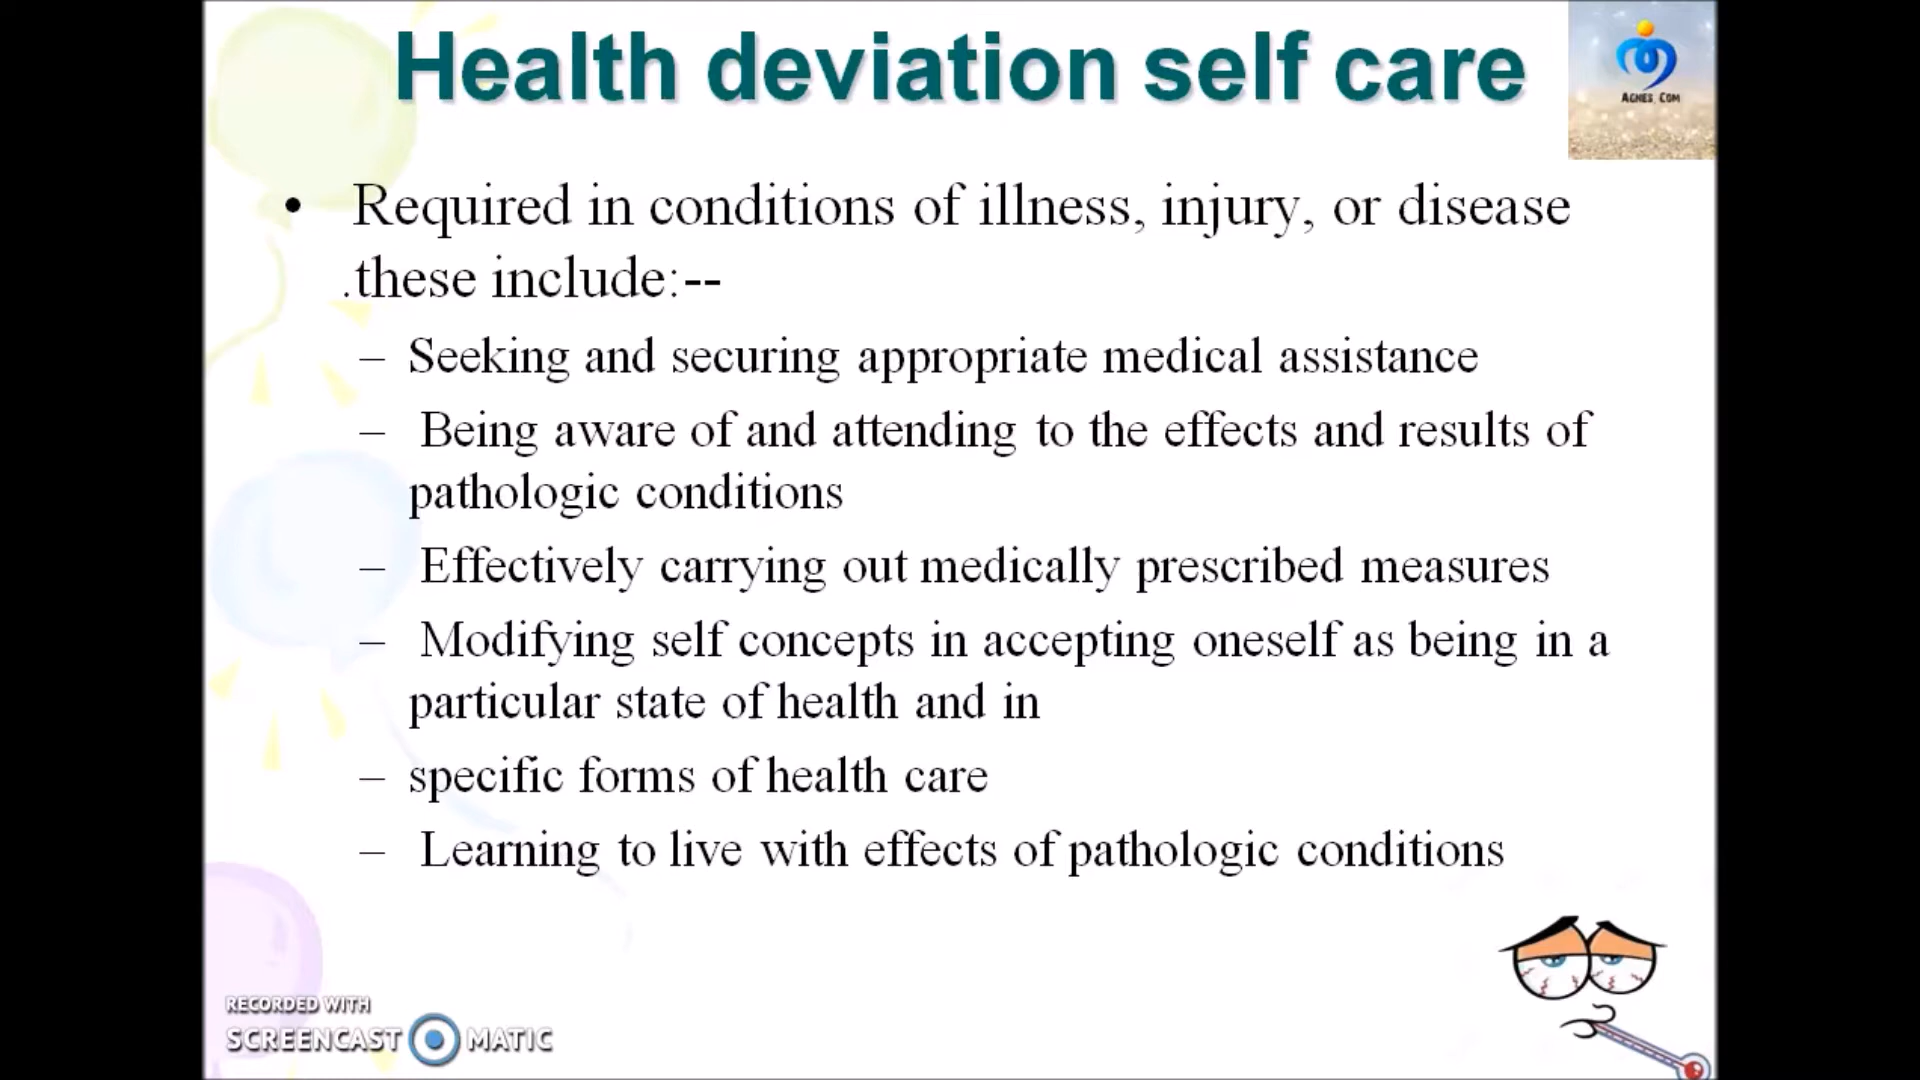 Health deviation self care
AGNES. COM
• Required in conditions of illness, injury, or disease
.these include:--
– Seeking and securing appropriate medical assistance
– Being aware of and attending to the effects and results of
pathologic conditions
– Effectively carrying out medically prescribed measures
– Modifying self concepts in accepting oneself as being in a
particular state of health and in
– specific forms of health care
– Learning to live with effects of pathologic conditions
RECORDED WITH
SCREENCAST MATIC